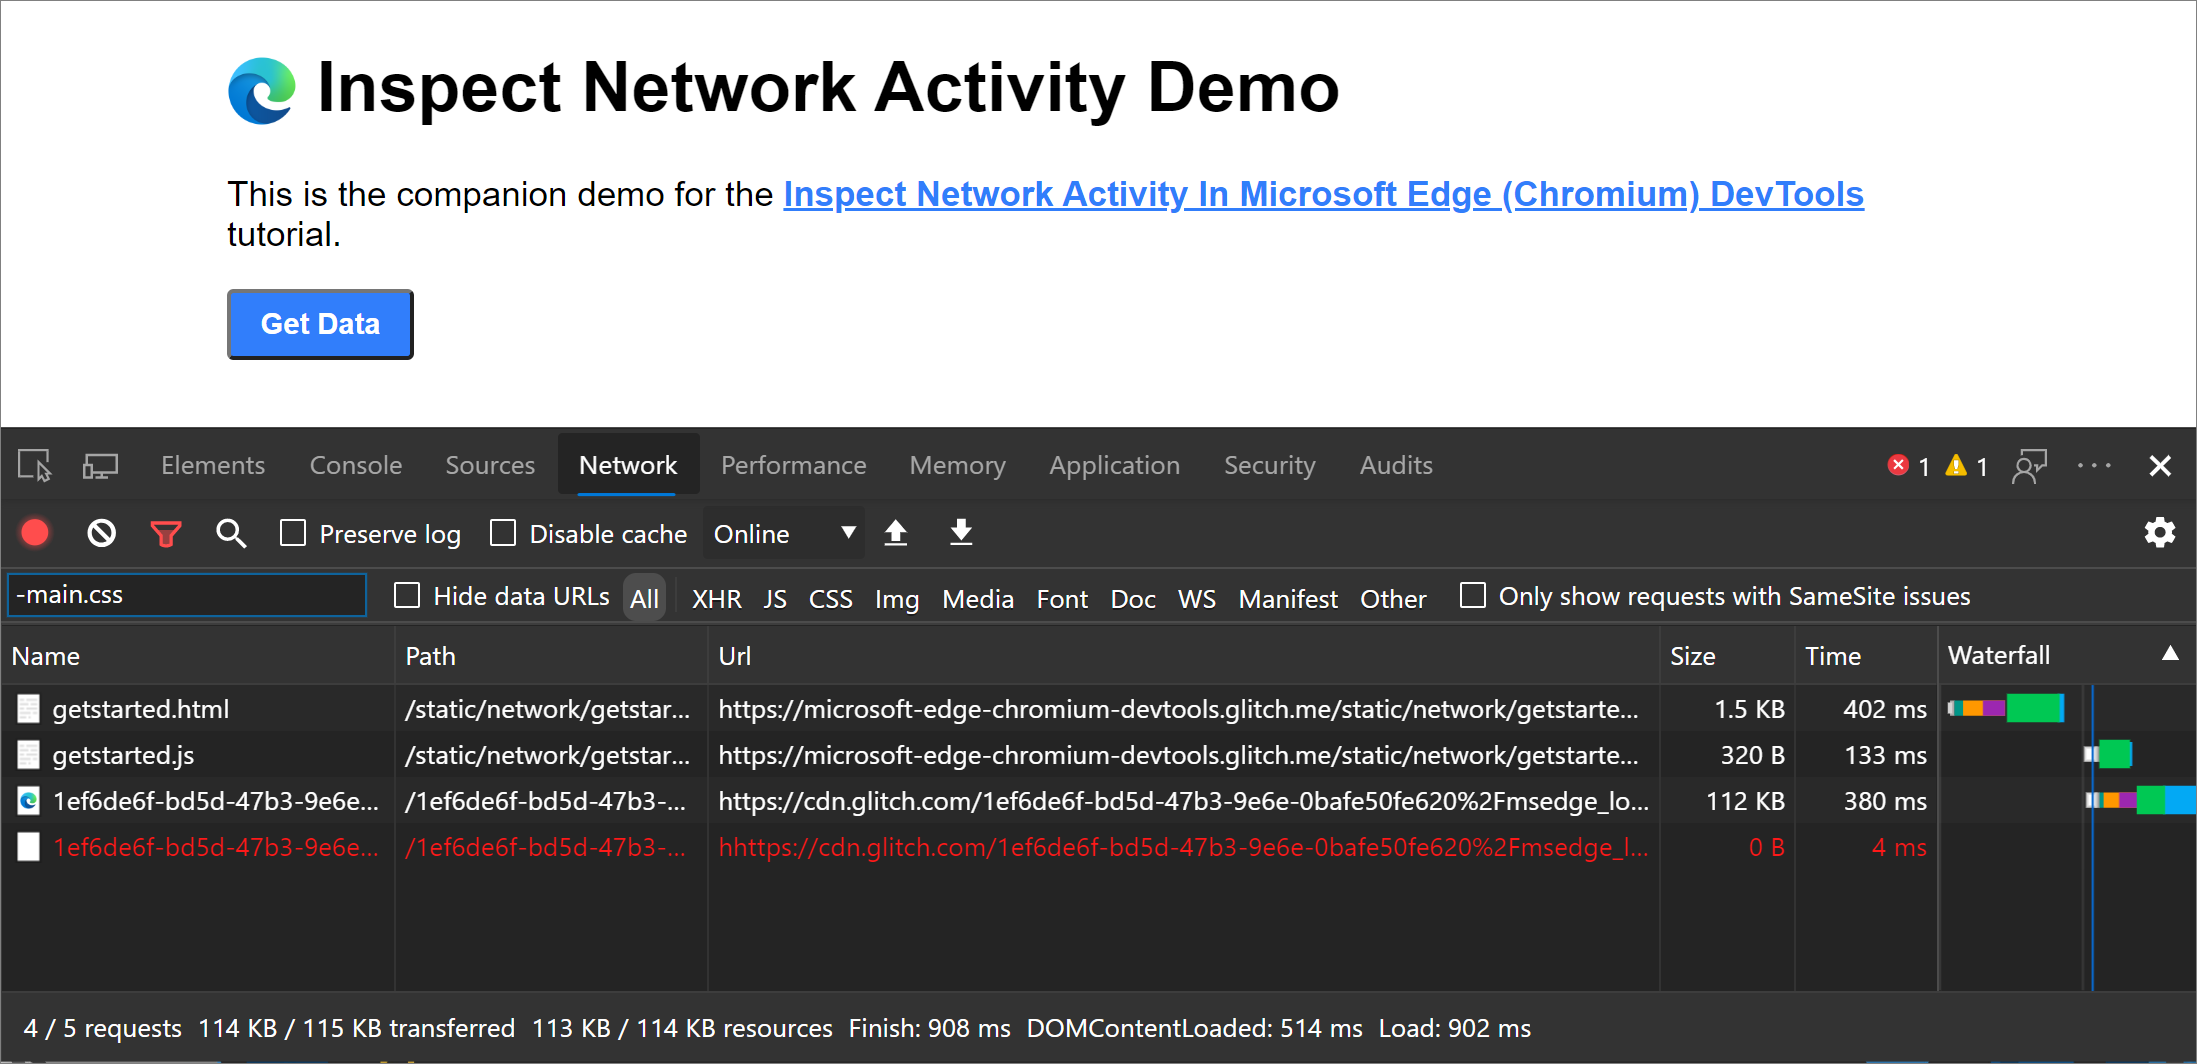 Inspect Network Activity Demo
This is the companion demo for the Inspect Network Activity In Microsoft Edge (Chromium) DevTools
tutorial.
Get Data
Elements Console Sources Network Performance Memory Application Security Audits 1 1
Preserve log Disable cache Online
-main.css Hide data URLs All XHR JS CSS Img Media Font Doc WS Manifest Other Only show requests with SameSite issues
Name Path Url Size Time Waterfall
getstarted.html /static/network/getstar... https://microsoft-edge-chromium-devtools.glitch.me/static/network/getstarte... 1.5 KB 402 ms
getstarted.js /static/network/getstar... https://microsoft-edge-chromium-devtools.glitch.me/static/network/getstarte... 320 B 133 ms
1ef6de6f-bd5d-47b3-9e6e... /1ef6de6f-bd5d-47b3-... https://cdn.glitch.com/1ef6de6f-bd5d-47b3-9e6e-0bafe50fe620%2Fmsedge_lo... 112 KB 380 ms
1ef6de6f-bd5d-47b3-9e6e... /1ef6de6f-bd5d-47b3-... hhttps://cdn.glitch.com/1ef6de6f-bd5d-47b3-9e6e-0bafe50fe620%2Fmsedge_l... 0 B 4 ms
4 / 5 requests 114 KB / 115 KB transferred 113 KB / 114 KB resources Finish: 908 ms DOMContentLoaded: 514 ms Load: 902 ms